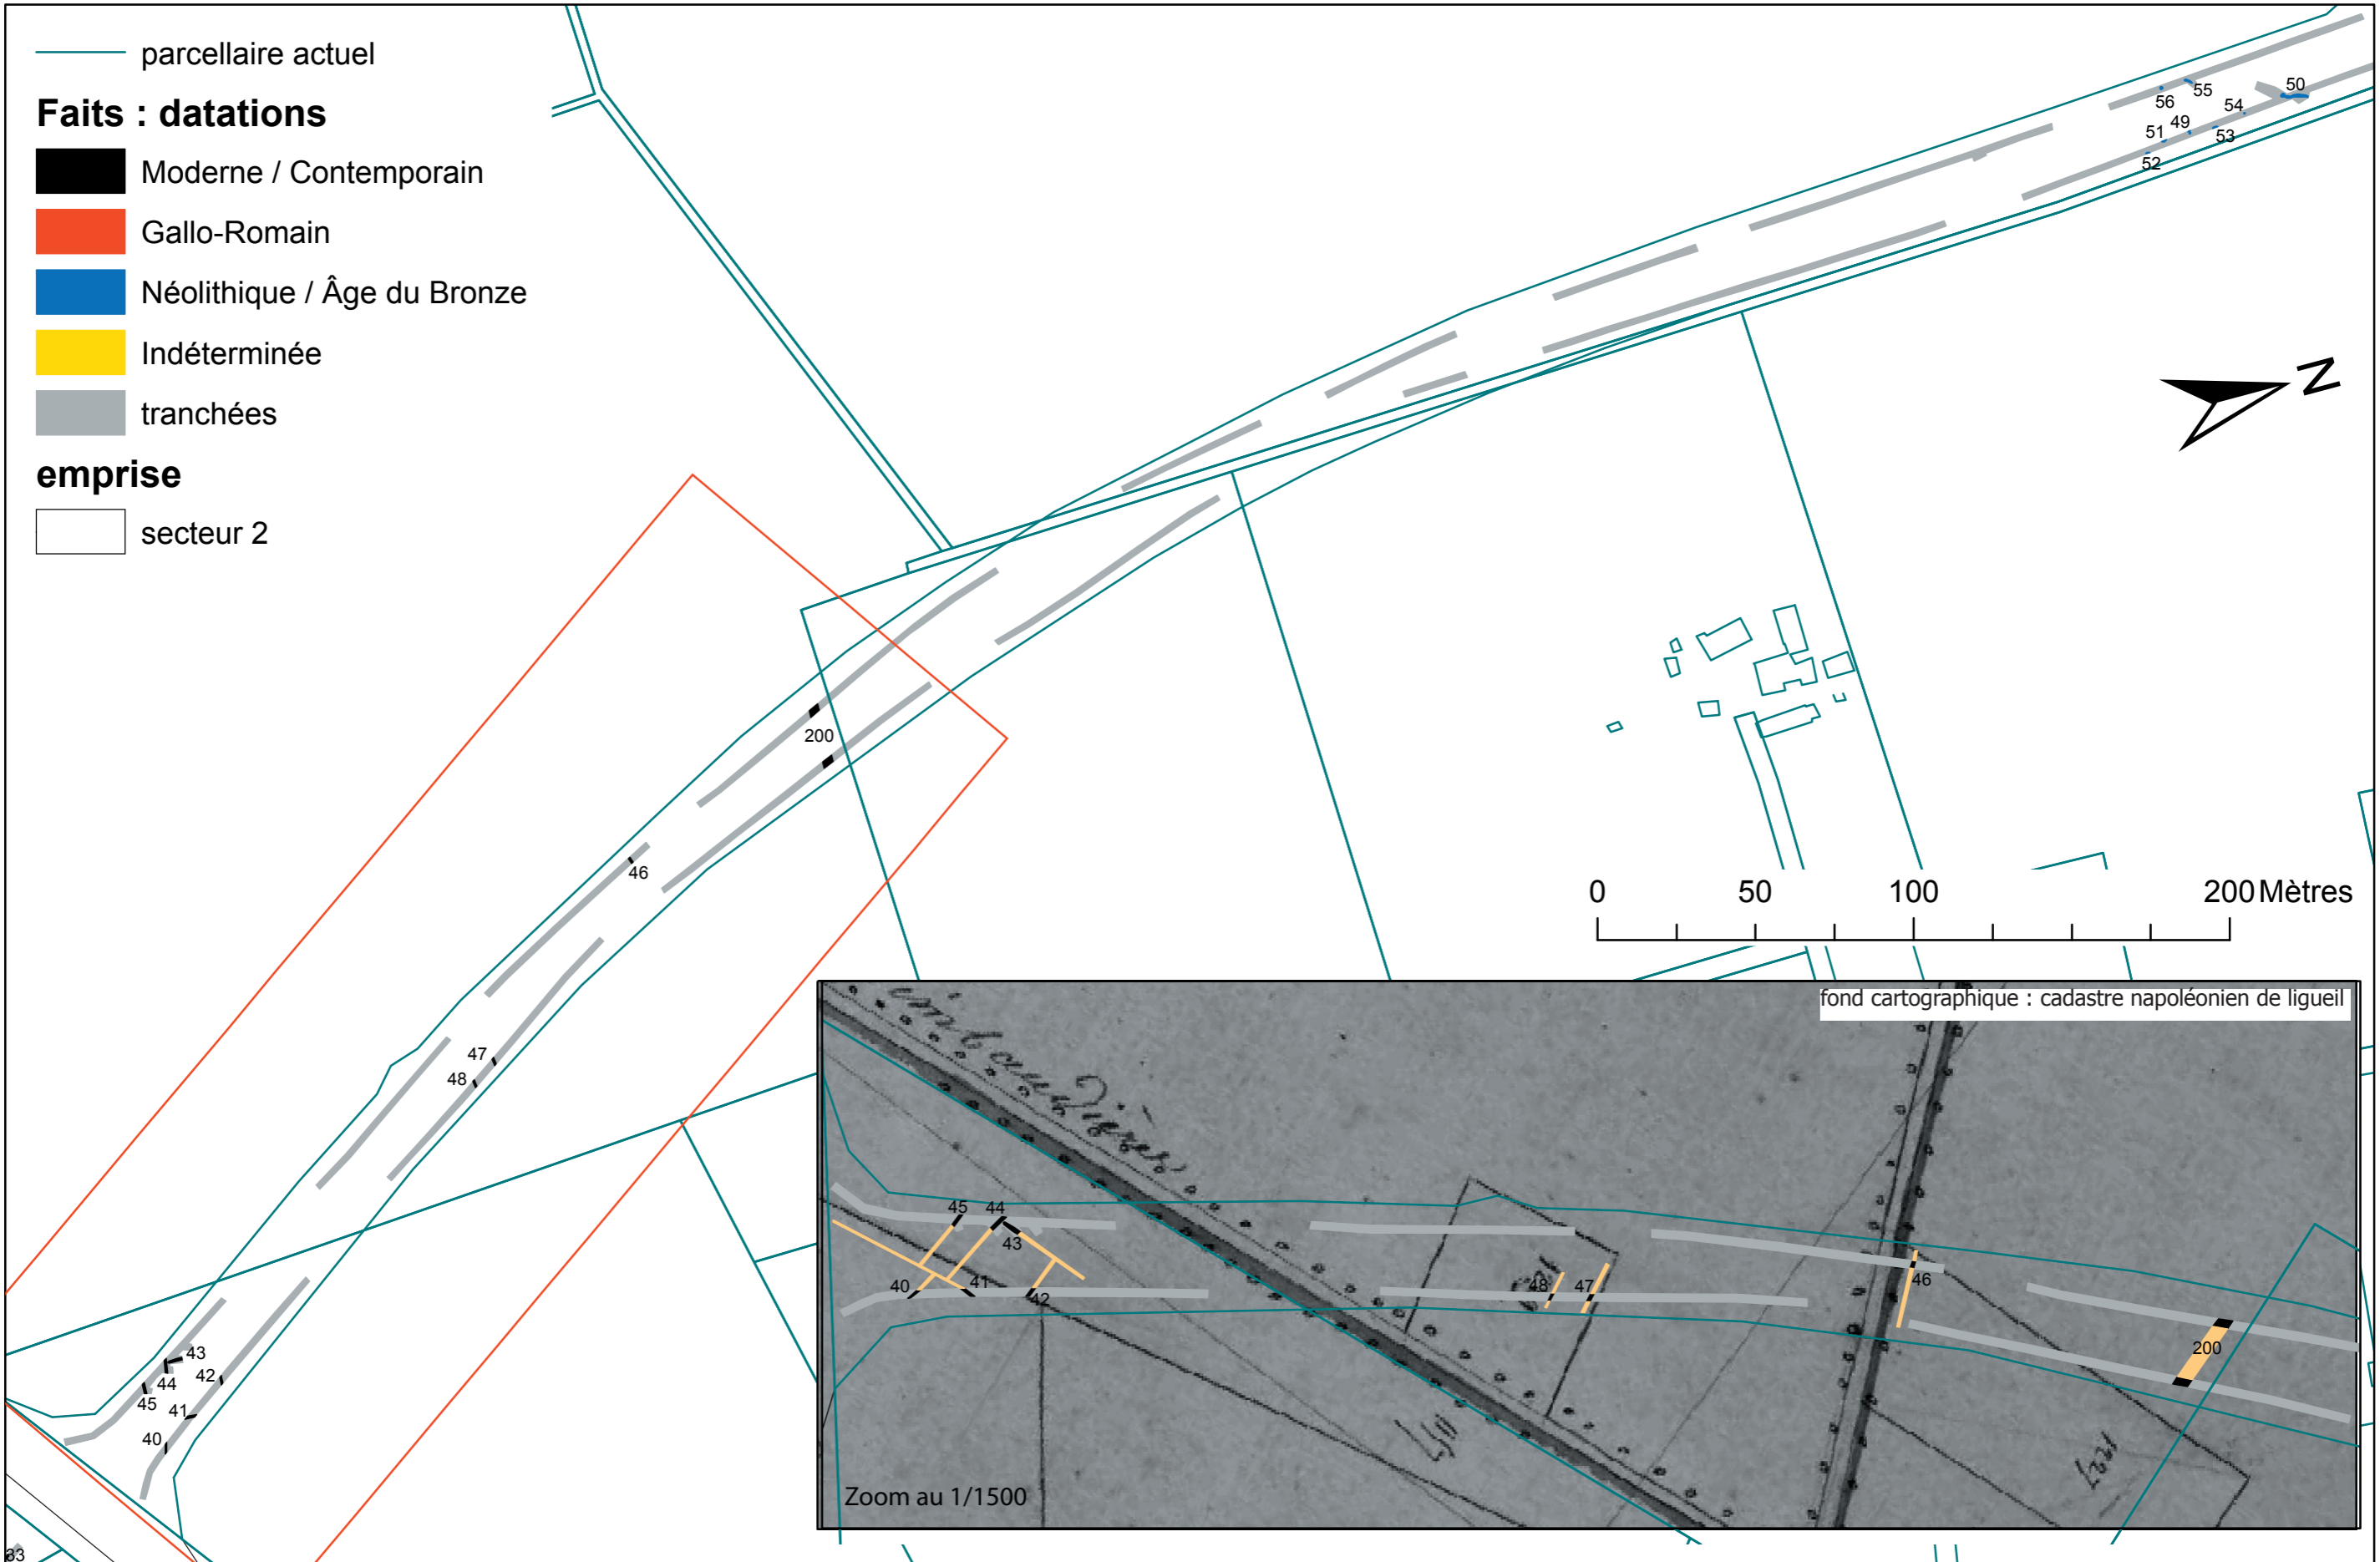 parcellaire actuel
Faits : datations
Moderne / Contemporain
Gallo-Romain
Néolithique / Âge du Bronze
Indéterminée
tranchées
emprise
secteur 2
50
55
56
54
49
51
53
52
N
200
46
47
48
43
44
42
45
41
40
33
0 50 100 200 Mètres
fond cartographique : cadastre napoléonien de ligueil
45 44
43
40 41
42
48 47
46
200
1327
Zoom au 1/1500